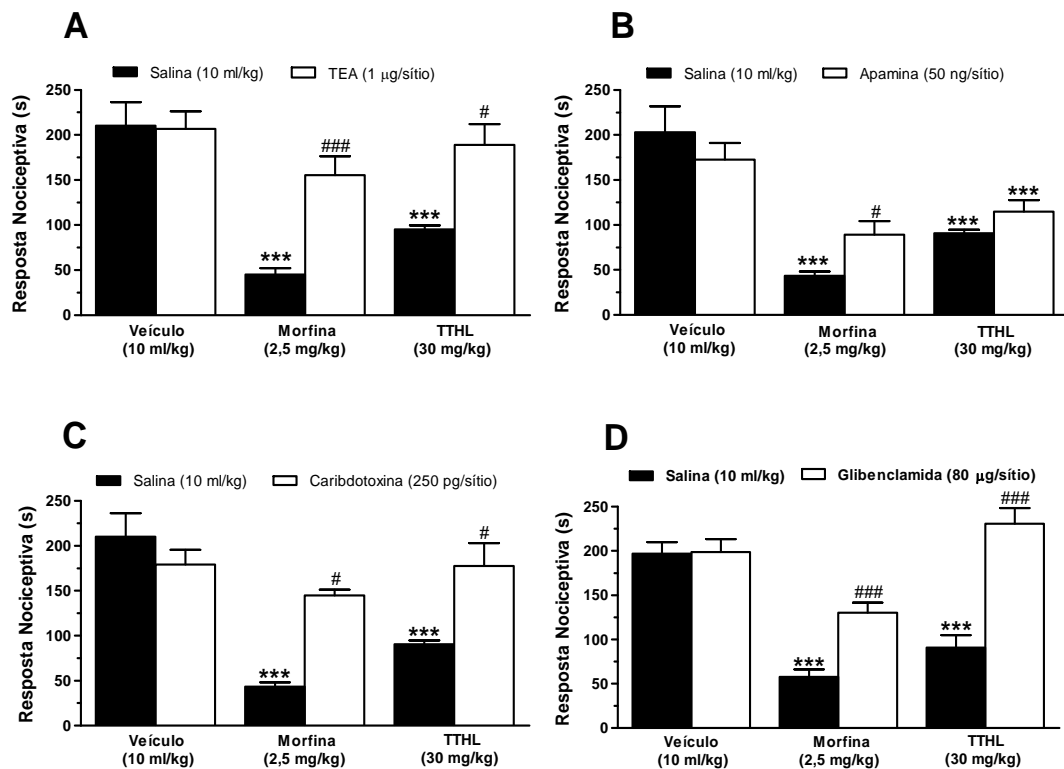 A
Salina (10 ml/kg) TEA (1 μg/sítio)
Resposta Nociceptiva (s)
250
200
150
100
50
0
###
#
***
***
Veículo
(10 ml/kg)
Morfina
(2,5 mg/kg)
TTHL
(30 mg/kg)
B
Salina (10 ml/kg) Apamina (50 ng/sítio)
Resposta Nociceptiva (s)
250
200
150
100
50
0
***
#
***
***
Veículo
(10 ml/kg)
Morfina
(2,5 mg/kg)
TTHL
(30 mg/kg)
C
Salina (10 ml/kg) Caribdotoxina (250 pg/sítio)
Resposta Nociceptiva (s)
250
200
150
100
50
0
***
#
***
#
Veículo
(10 ml/kg)
Morfina
(2,5 mg/kg)
TTHL
(30 mg/kg)
D
Salina (10 ml/kg) Glibenclamida (80 μg/sítio)
Resposta Nociceptiva (s)
250
200
150
100
50
0
***
###
***
###
Veículo
(10 ml/kg)
Morfina
(2,5 mg/kg)
TTHL
(30 mg/kg)